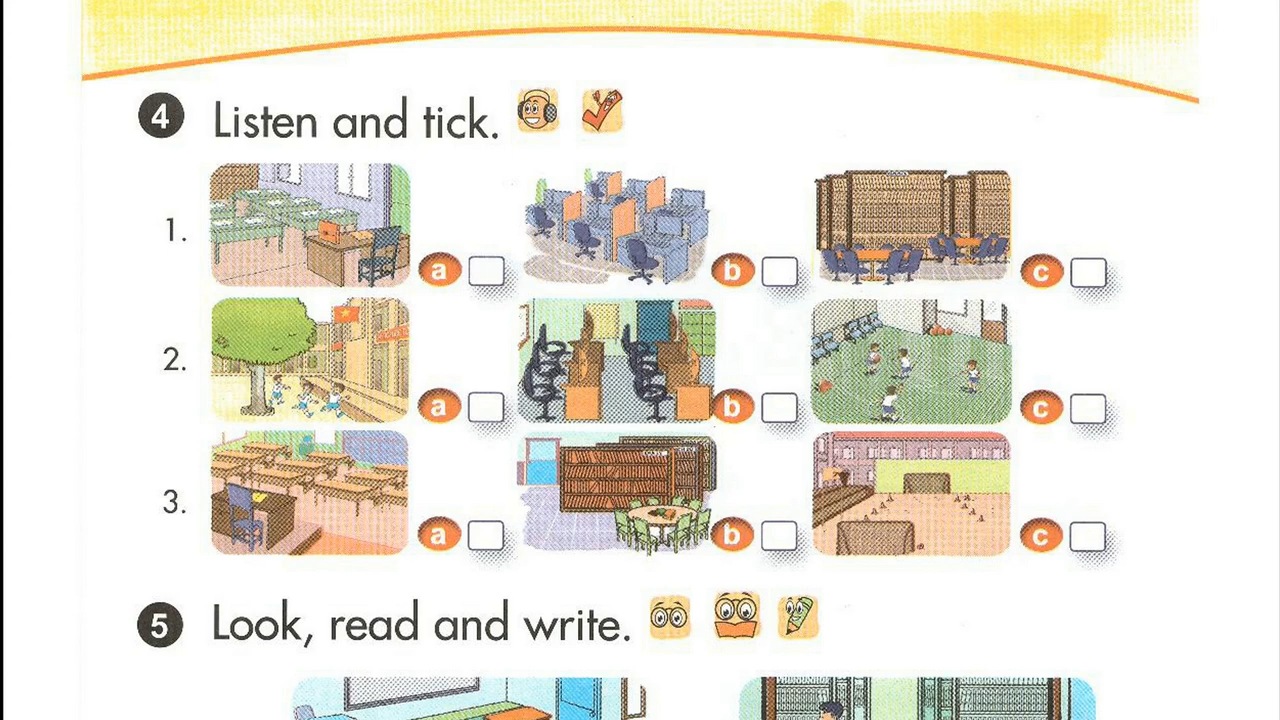 4 Listen and tick.
1. a b c
2. a b c
3. a b c
5 Look, read and write.